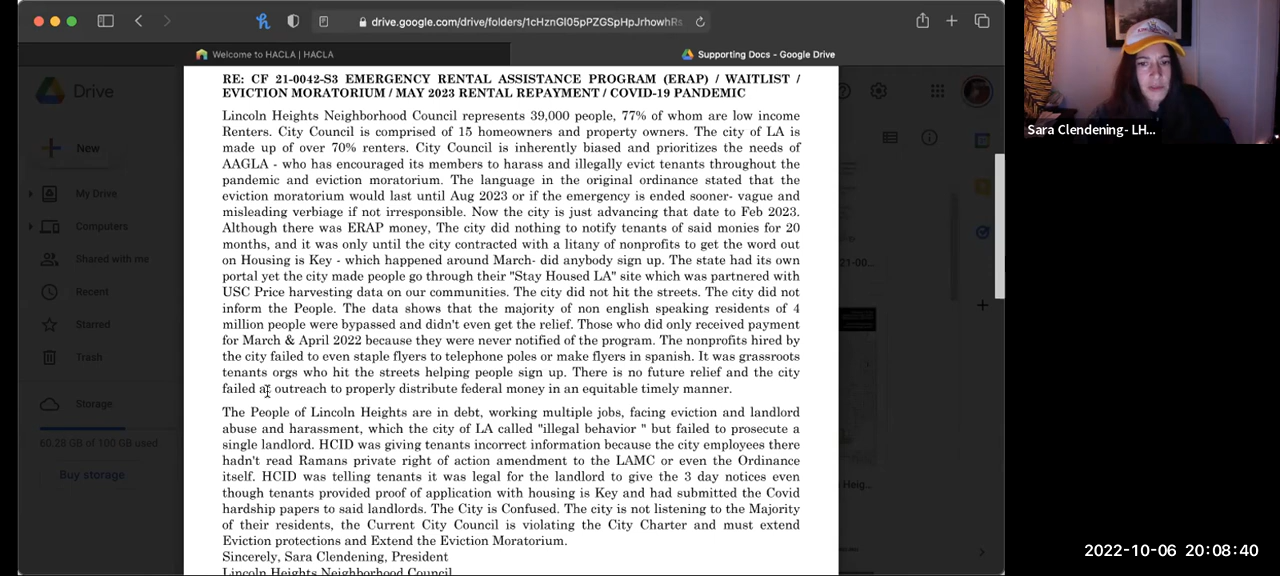 drive.google.com/drive/folders/1cHznGl05pPZGSpHpJrhowhRs
Welcome to HACLA | HACLA
Supporting Docs - Google Drive
Drive
New
My Drive
Computers
Shared with me
Recent
Starred
Trash
Storage
60.28 GB of 100 GB used
Buy storage
RE: CF 21-0042-S3 EMERGENCY RENTAL ASSISTANCE PROGRAM (ERAP) / WAITLIST /
EVICTION MORATORIUM / MAY 2023 RENTAL REPAYMENT / COVID-19 PANDEMIC
Lincoln Heights Neighborhood Council represents 39,000 people, 77% of whom are low income
Renters. City Council is comprised of 15 homeowners and property owners. The city of LA is
made up of over 70% renters. City Council is inherently biased and prioritizes the needs of
AAGLA - who has encouraged its members to harass and illegally evict tenants throughout the
pandemic and eviction moratorium. The language in the original ordinance stated that the
eviction moratorium would last until Aug 2023 or if the emergency is ended sooner- vague and
misleading verbiage if not irresponsible. Now the city is just advancing that date to Feb 2023.
Although there was ERAP money, The city did nothing to notify tenants of said monies for 20
months, and it was only until the city contracted with a litany of nonprofits to get the word out
on Housing is Key - which happened around March- did anybody sign up. The state had its own
portal yet the city made people go through their "Stay Housed LA" site which was partnered with
USC Price harvesting data on our communities. The city did not hit the streets. The city did not
inform the People. The data shows that the majority of non english speaking residents of 4
million people were bypassed and didn't even get the relief. Those who did only received payment
for March & April 2022 because they were never notified of the program. The nonprofits hired by
the city failed to even staple flyers to telephone poles or make flyers in spanish. It was grassroots
tenants orgs who hit the streets helping people sign up. There is no future relief and the city
failed at outreach to properly distribute federal money in an equitable timely manner.
The People of Lincoln Heights are in debt, working multiple jobs, facing eviction and landlord
abuse and harassment, which the city of LA called "illegal behavior " but failed to prosecute a
single landlord. HCID was giving tenants incorrect information because the city employees there
hadn't read Ramans private right of action amendment to the LAMC or even the Ordinance
itself. HCID was telling tenants it was legal for the landlord to give the 3 day notices even
though tenants provided proof of application with housing is Key and had submitted the Covid
hardship papers to said landlords. The City is Confused. The city is not listening to the Majority
of their residents, the Current City Council is violating the City Charter and must extend
Eviction protections and Extend the Eviction Moratorium.
Sincerely, Sara Clendening, President
Lincoln Heights Neighborhood Council
Sara Clendening- LH...
2022-10-06 20:08:40